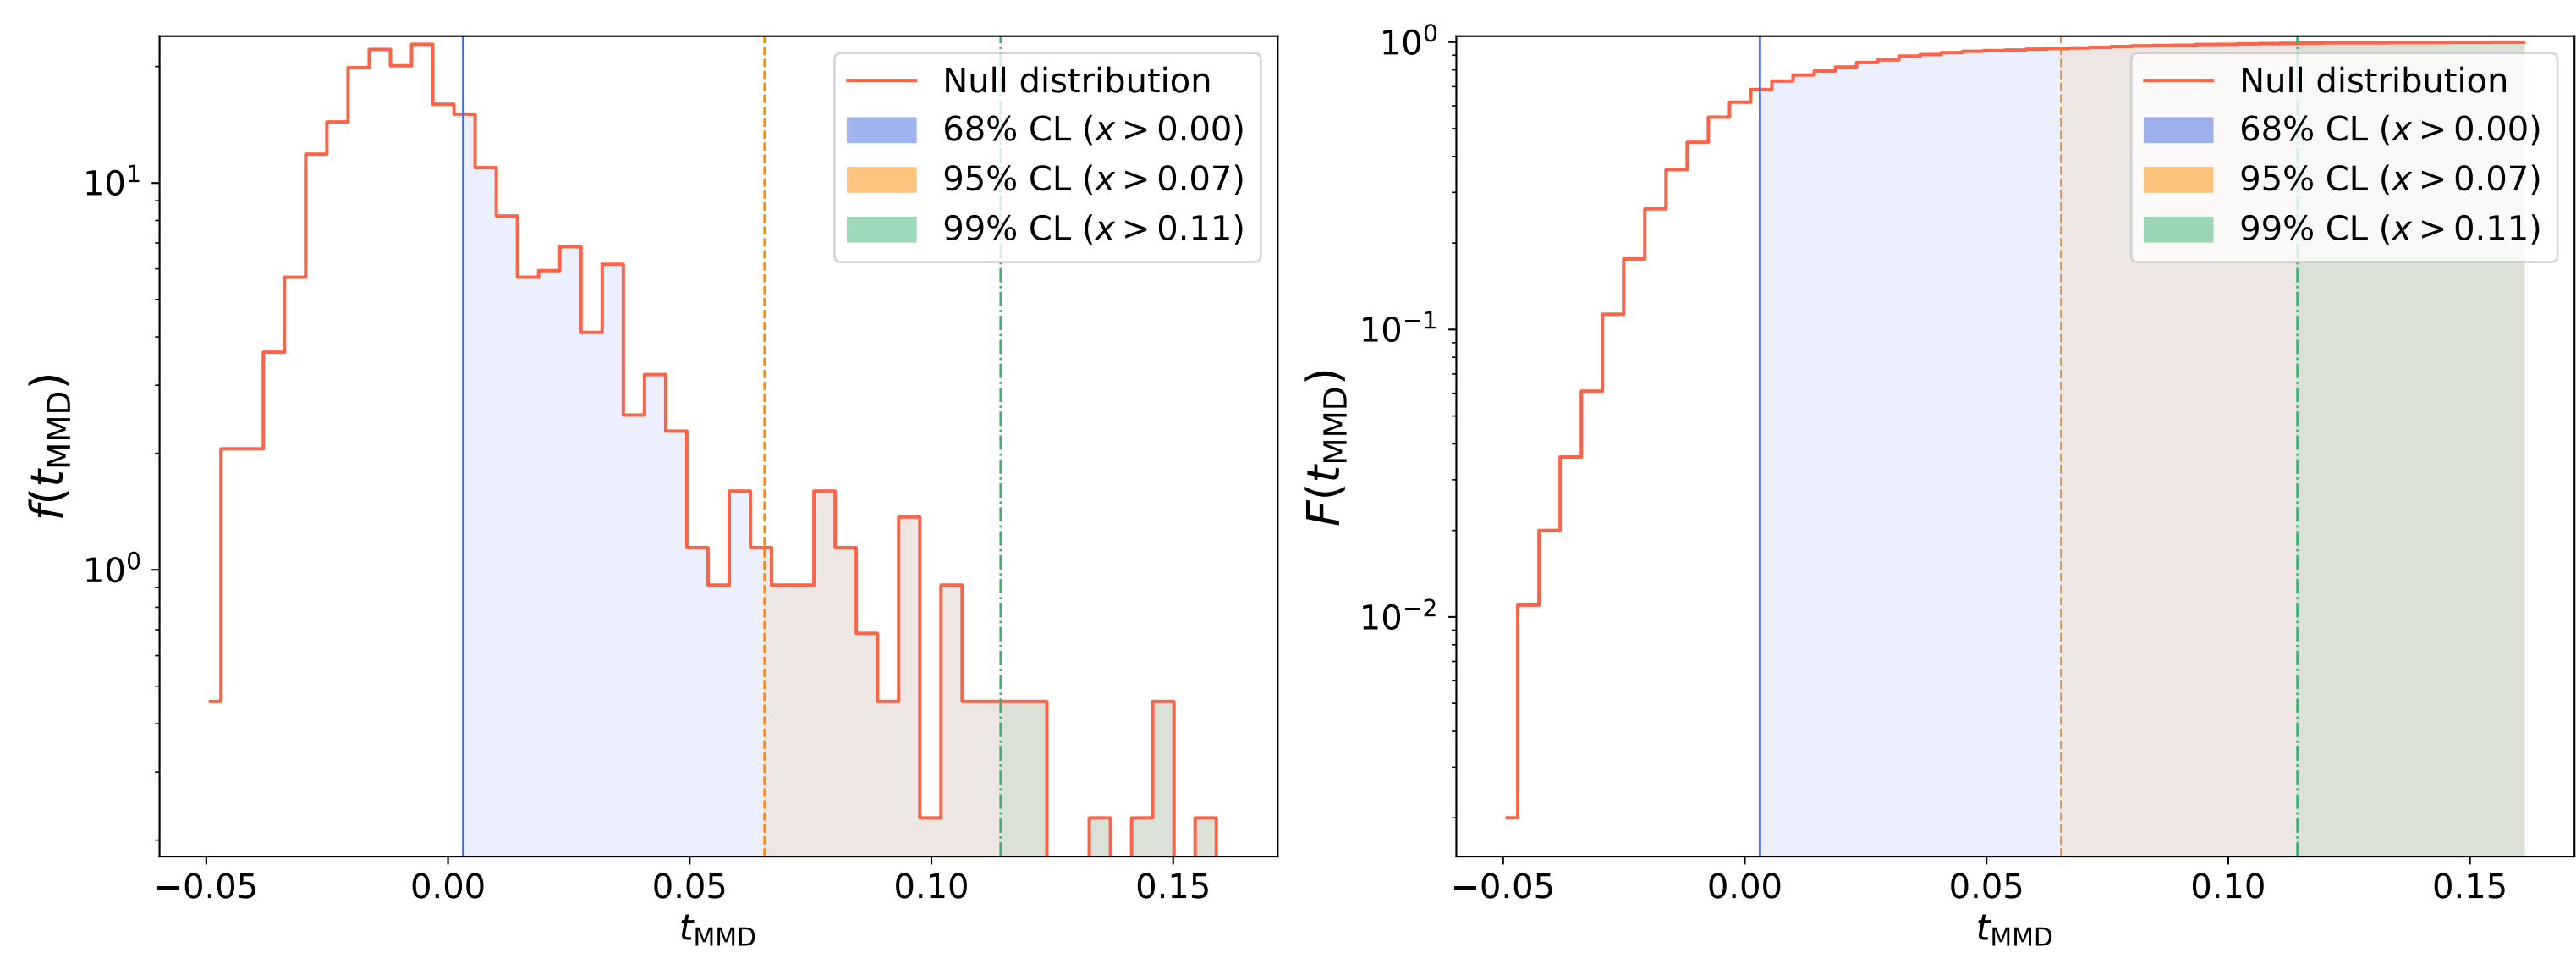 f(t_MMD)
10¹
10⁰
−0.05 0.00 0.05 0.10 0.15
t_MMD
Null distribution
68% CL (x > 0.00)
95% CL (x > 0.07)
99% CL (x > 0.11)
F(t_MMD)
10⁰
10⁻¹
10⁻²
−0.05 0.00 0.05 0.10 0.15
t_MMD
Null distribution
68% CL (x > 0.00)
95% CL (x > 0.07)
99% CL (x > 0.11)